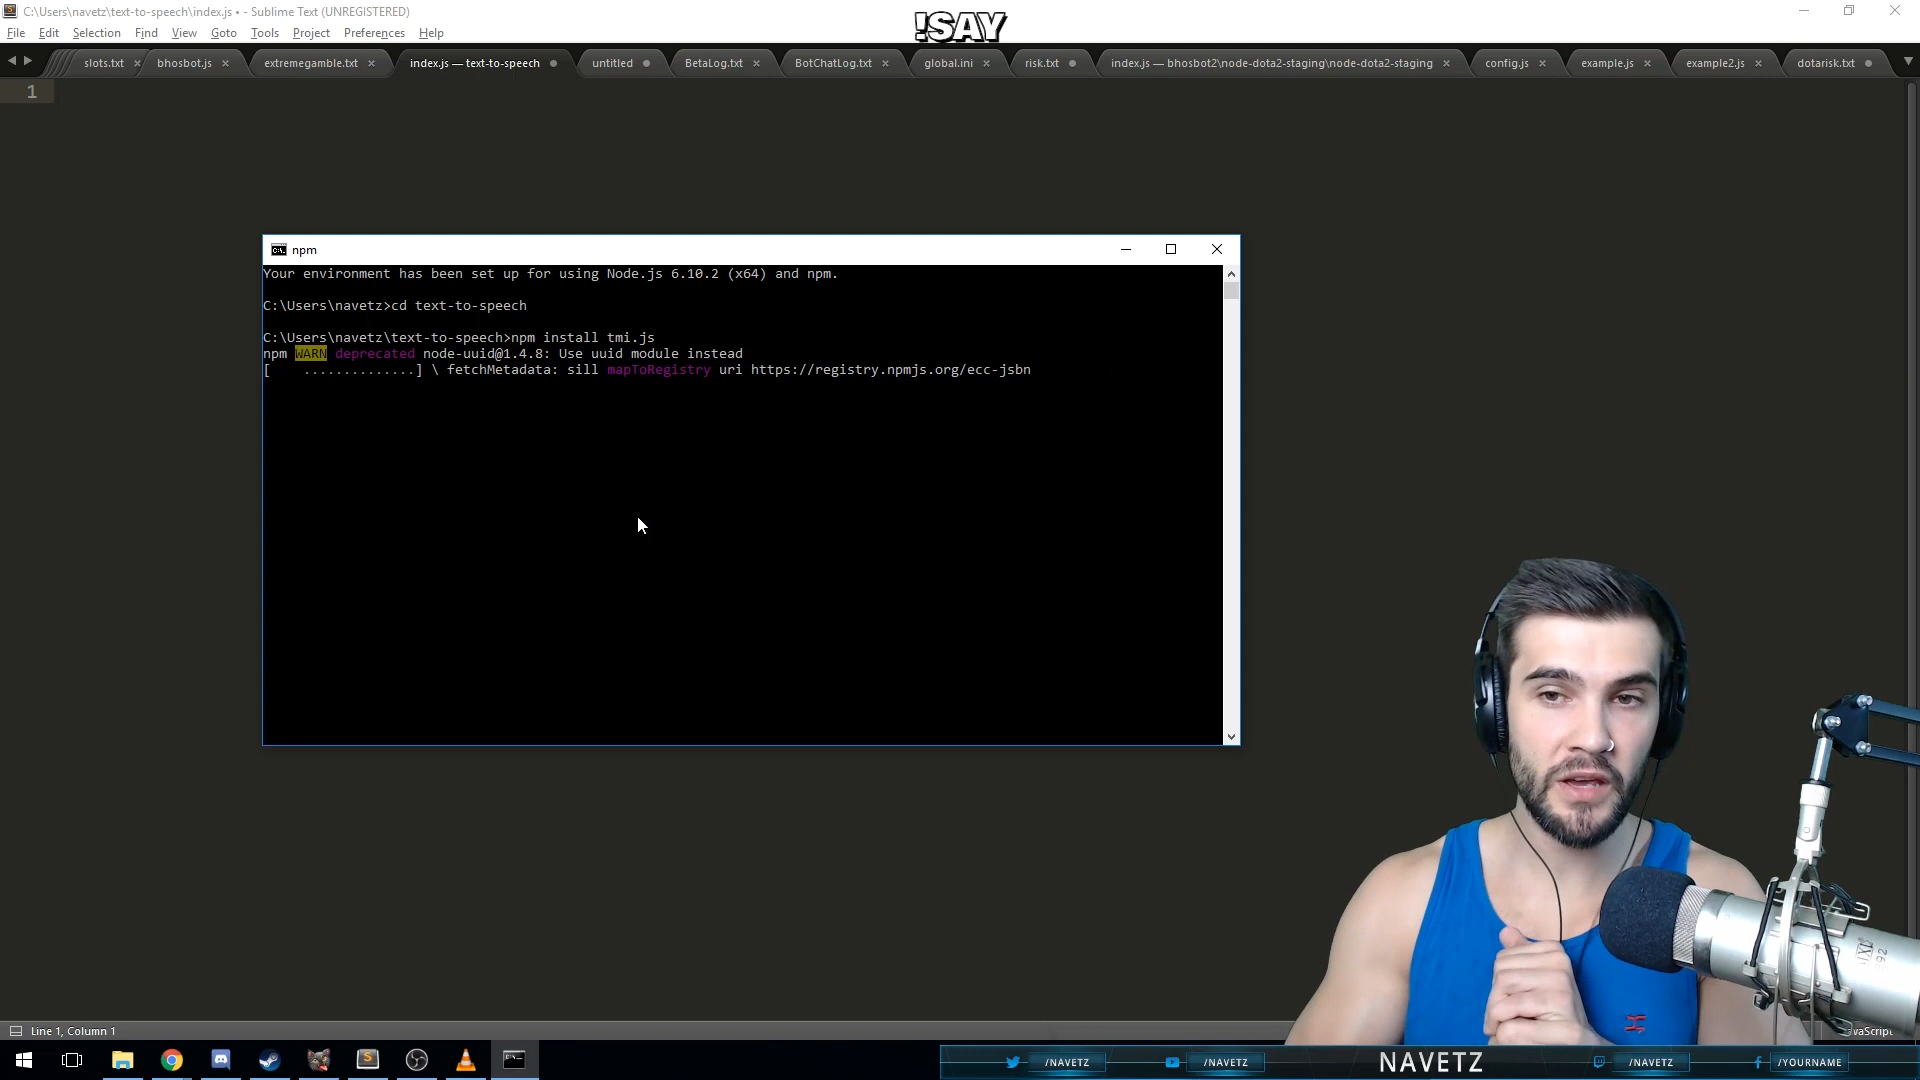 C:\Users\navetz\text-to-speech\index.js • - Sublime Text (UNREGISTERED)
!SAY
File Edit Selection Find View Goto Tools Project Preferences Help
slots.txt bhosbot.js extremegamble.txt index.js — text-to-speech untitled BetaLog.txt BotChatLog.txt global.ini risk.txt index.js — bhosbot2\node-dota2-staging\node-dota2-staging config.js example.js example2.js dotarisk.txt
1
npm
Your environment has been set up for using Node.js 6.10.2 (x64) and npm.
C:\Users\navetz>cd text-to-speech
C:\Users\navetz\text-to-speech>npm install tmi.js
npm WARN deprecated node-uuid@1.4.8: Use uuid module instead
[    ..............] \ fetchMetadata: sill mapToRegistry uri https://registry.npmjs.org/ecc-jsbn
Line 1, Column 1
/NAVETZ /NAVETZ NAVETZ /NAVETZ /YOURNAME